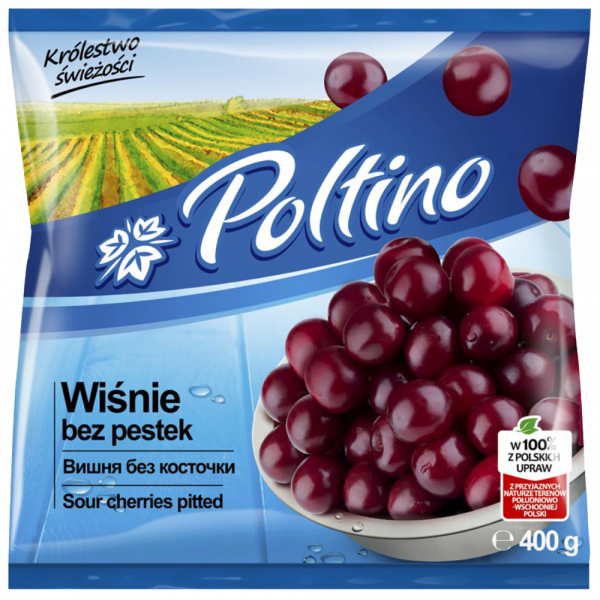 Królestwo
świeżości
Poltino
Wiśnie
bez pestek
Вишня без косточки
Sour cherries pitted
W 100%
Z POLSKICH
UPRAW
Z PRZYJAZNYCH
NATURZE TERENÓW
POŁUDNIOWO
-WSCHODNIEJ
POLSKI
℮ 400 g